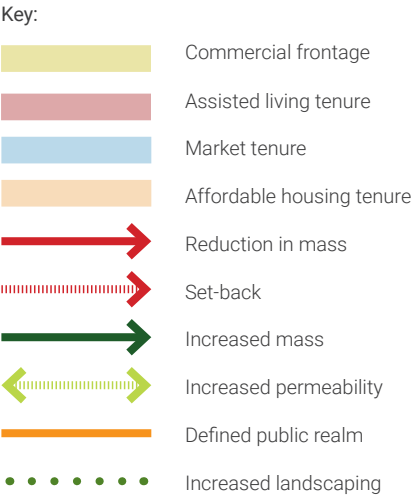 Key:
Commercial frontage
Assisted living tenure
Market tenure
Affordable housing tenure
Reduction in mass
Set-back
Increased mass
Increased permeability
Defined public realm
Increased landscaping